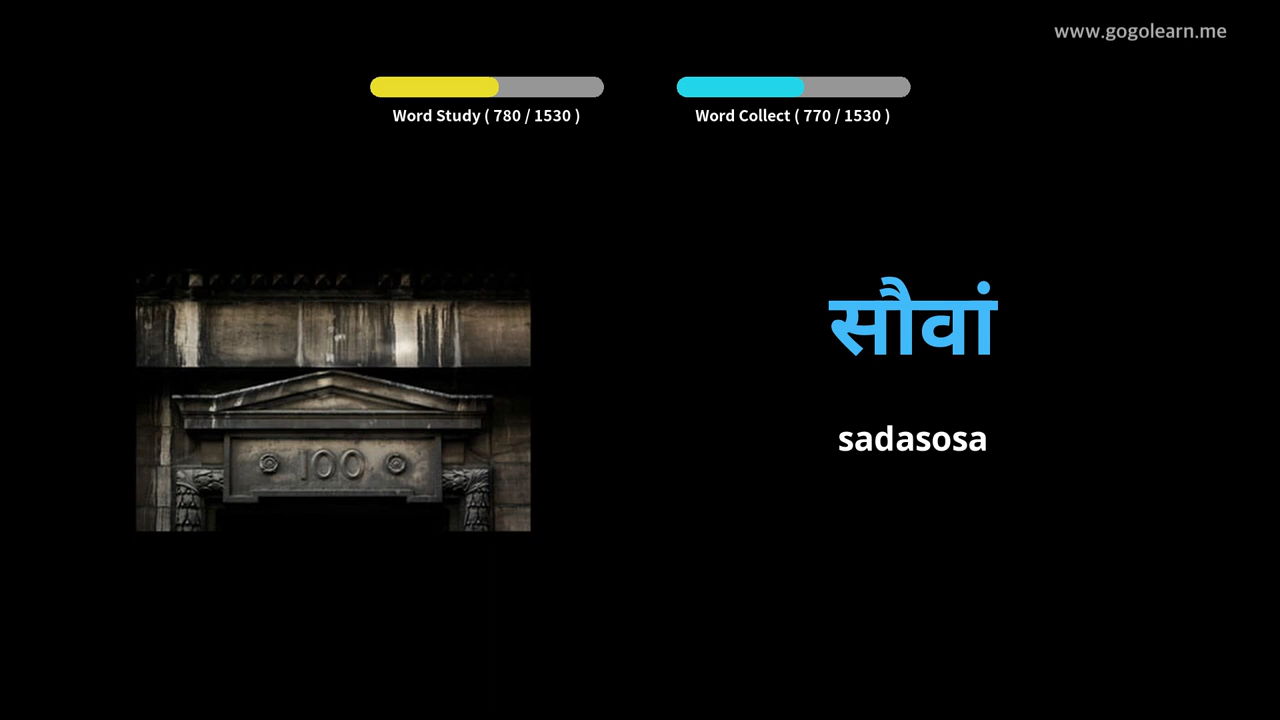 www.gogolearn.me
Word Study ( 780 / 1530 )
Word Collect ( 770 / 1530 )
सौवां
100
sadasosa